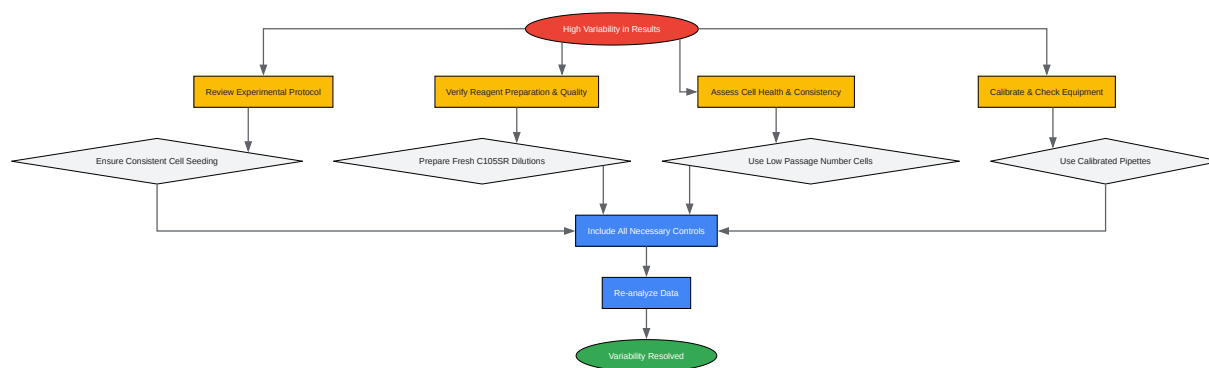 High Variability in Results
Review Experimental Protocol
Verify Reagent Preparation & Quality
Assess Cell Health & Consistency
Calibrate & Check Equipment
Ensure Consistent Cell Seeding
Prepare Fresh C105SR Dilutions
Use Low Passage Number Cells
Use Calibrated Pipettes
Include All Necessary Controls
Re-analyze Data
Variability Resolved